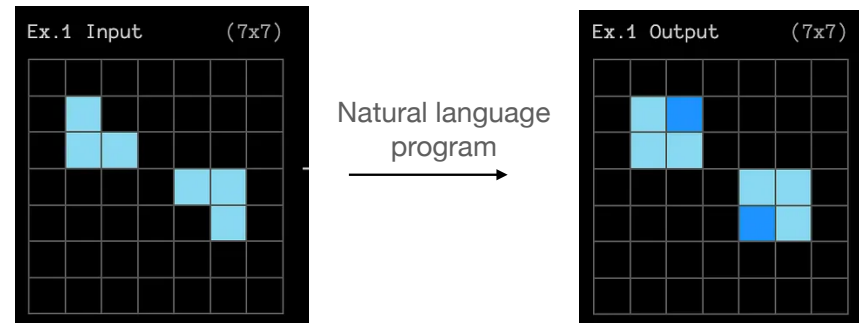 Ex.1 Input (7x7)
Natural language
program
Ex.1 Output (7x7)